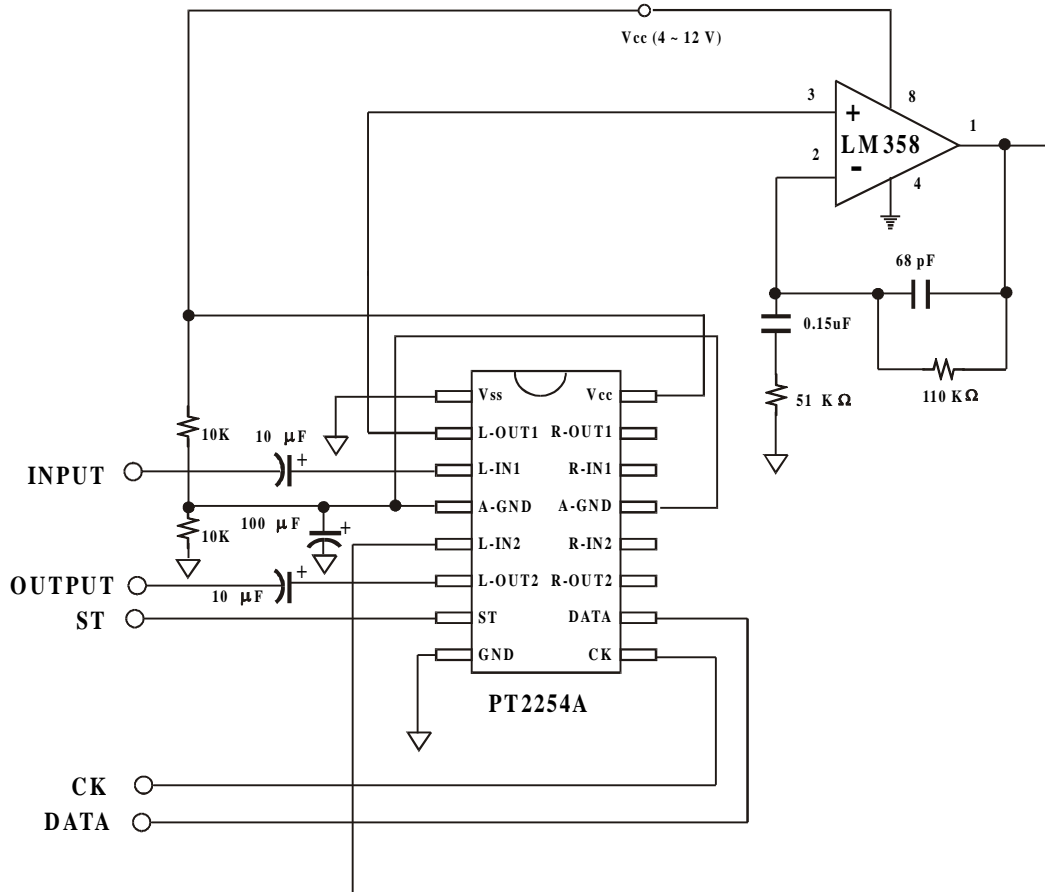 Vcc (4 ~ 12 V)
3
8
+
LM358
1
2
-
4
68 pF
0.15uF
51 K Ω
110 K Ω
Vss
Vcc
10K
10 μF
+
L-OUT1
R-OUT1
INPUT
L-IN1
R-IN1
100 μF
+
A-GND
A-GND
10K
L-IN2
R-IN2
OUTPUT
10 μF
+
L-OUT2
R-OUT2
ST
ST
DATA
GND
CK
PT2254A
CK
DATA